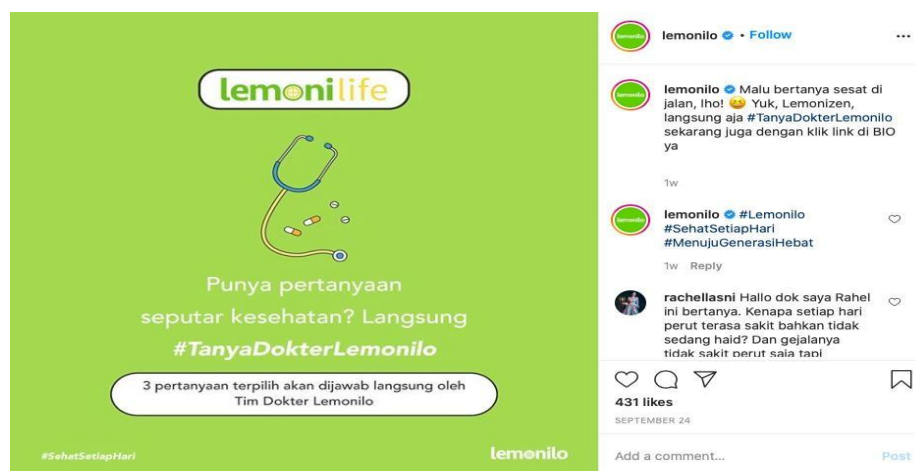 lemonilife
Punya pertanyaan
seputar kesehatan? Langsung
#TanyaDokterLemonilo
3 pertanyaan terpilih akan dijawab langsung oleh
Tim Dokter Lemonilo
#SehatSetiapHari
lemonilo
lemonilo • Follow
lemonilo Malu bertanya sesat di
jalan, lho! 😆 Yuk, Lemonizen,
langsung aja #TanyaDokterLemonilo
sekarang juga dengan klik link di BIO
ya
1w
lemonilo #Lemonilo
#SehatSetiapHari
#MenujuGenerasiHebat
1w Reply
rachellasni Hallo dok saya Rahel
ini bertanya. Kenapa setiap hari
perut terasa sakit bahkan tidak
sedang haid? Dan gejalanya
tidak sakit perut saja tapi
431 likes
SEPTEMBER 24
Add a comment...
Post